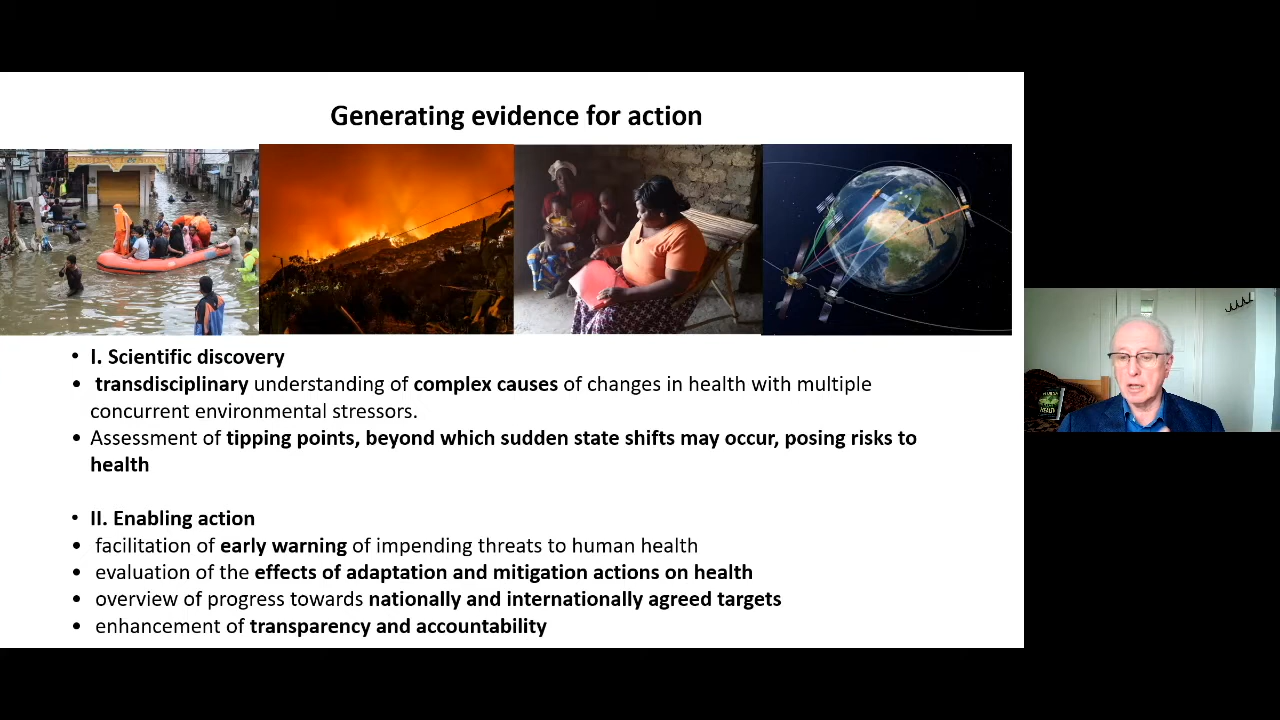 Generating evidence for action
• I. Scientific discovery
• transdisciplinary understanding of complex causes of changes in health with multiple
concurrent environmental stressors.
• Assessment of tipping points, beyond which sudden state shifts may occur, posing risks to
health
• II. Enabling action
• facilitation of early warning of impending threats to human health
• evaluation of the effects of adaptation and mitigation actions on health
• overview of progress towards nationally and internationally agreed targets
• enhancement of transparency and accountability